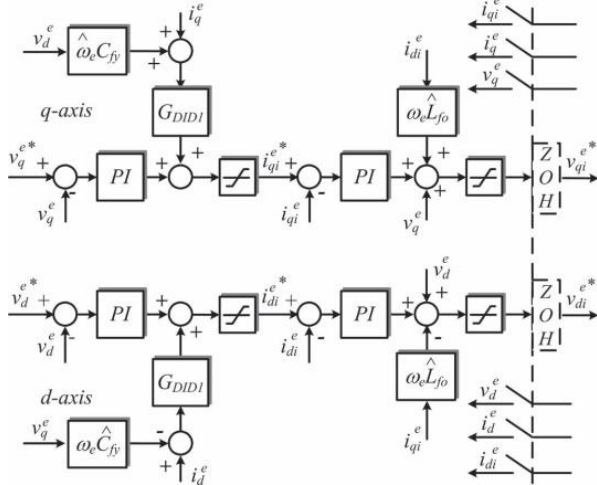 i_q^e
v_d^e
ω̂_e C_fy
+
+
i_di^e
i_qi^e
i_q^e
v_q^e
q-axis
G_DID1
ω_e L̂_fo
v_q^e*
+
-
PI
+
+
i_qi^e*
+
-
PI
+
+
+
Z
O
H
v_qi^e*
v_q^e
i_qi^e
v_q^e
v_d^e
v_d^e*
+
-
PI
+
+
i_di^e*
+
-
PI
+
+
-
Z
O
H
v_di^e*
v_d^e
i_di^e
G_DID1
ω_e L̂_fo
d-axis
v_d^e
i_d^e
i_di^e
v_q^e
ω_e Ĉ_fy
-
+
i_d^e
i_qi^e